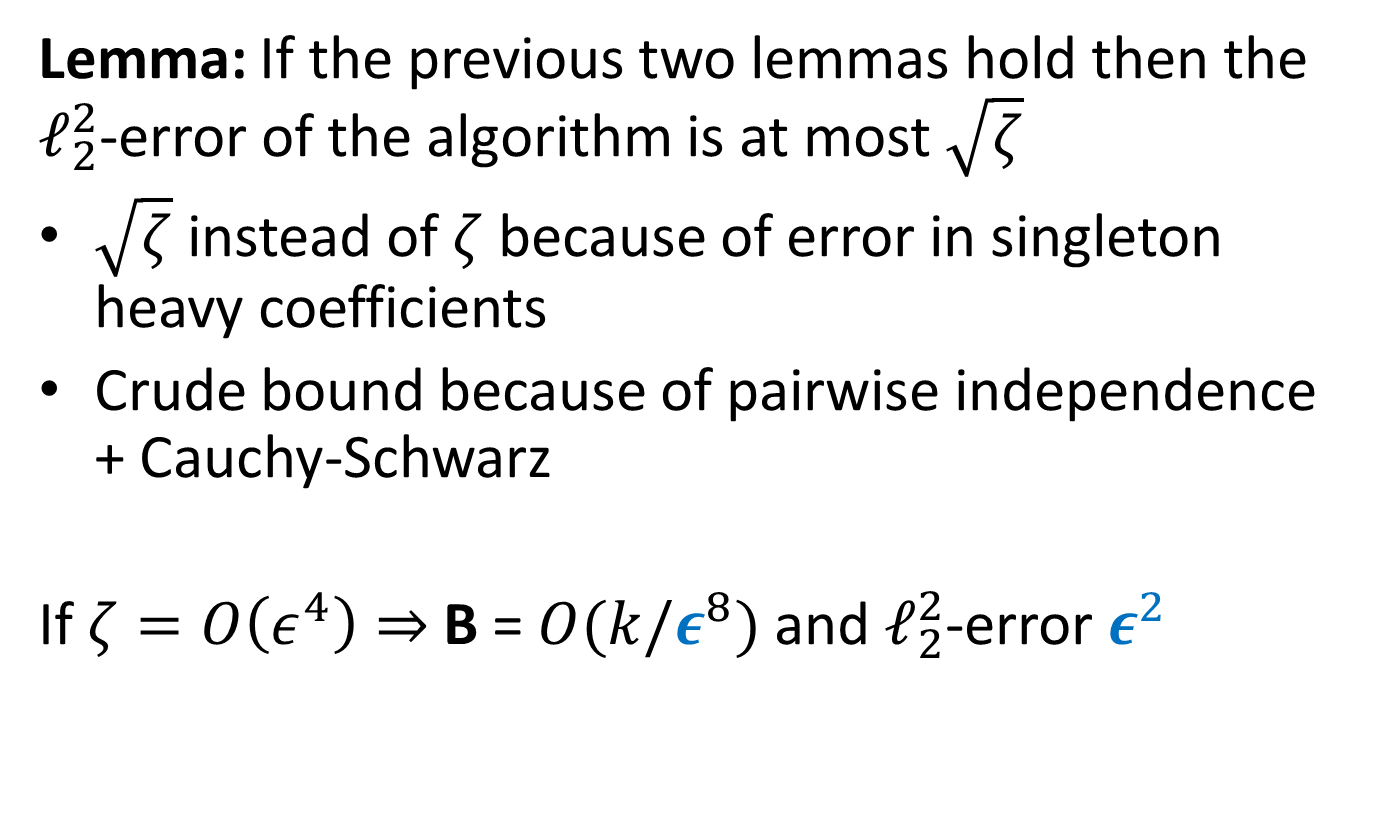 Lemma: If the previous two lemmas hold then the
ℓ₂²-error of the algorithm is at most √ζ
• √ζ instead of ζ because of error in singleton
heavy coefficients
• Crude bound because of pairwise independence
+ Cauchy-Schwarz
If ζ = O(ϵ⁴) ⇒ B = O(k/ϵ⁸) and ℓ₂²-error ϵ²